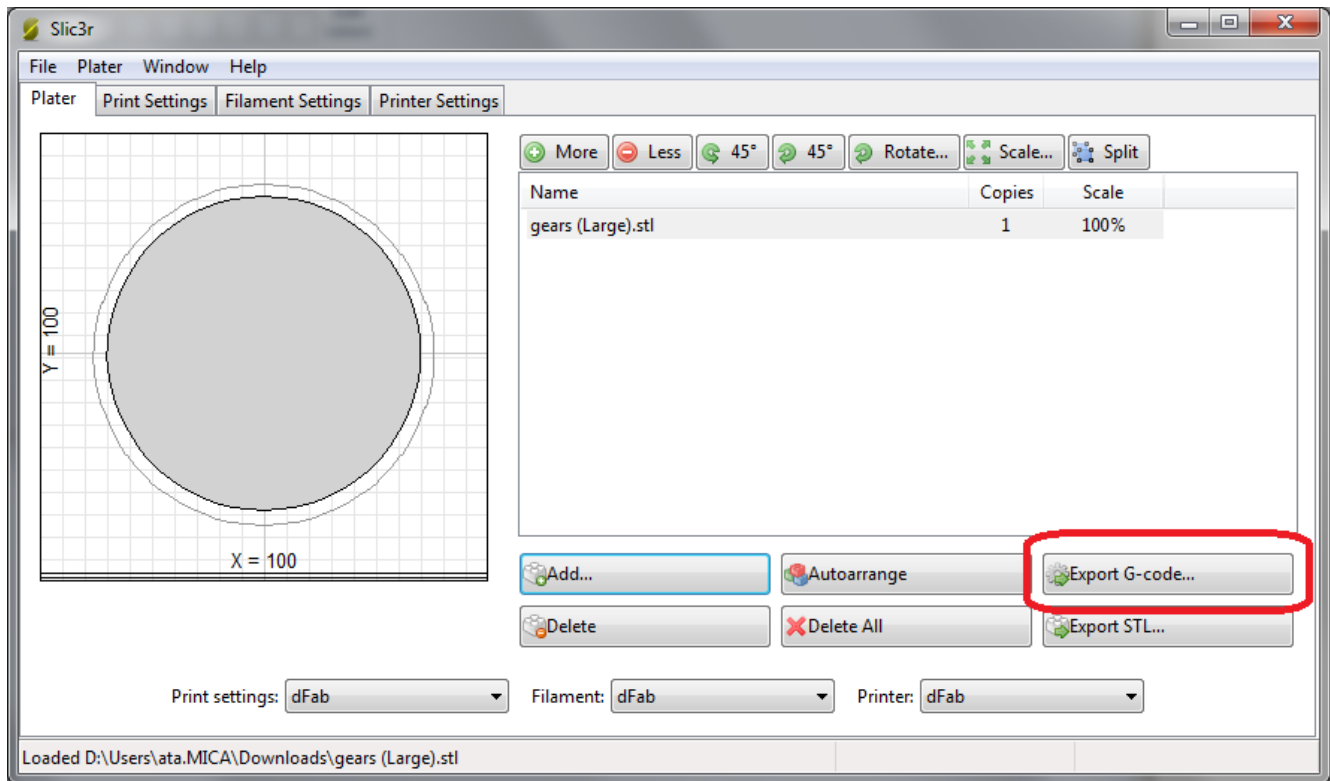 Slic3r
File Plater Window Help
Plater Print Settings Filament Settings Printer Settings
More Less 45° 45° Rotate... Scale... Split
Name Copies Scale
gears (Large).stl 1 100%
Y = 100
X = 100
Add... Autoarrange Export G-code...
Delete Delete All Export STL...
Print settings: dFab Filament: dFab Printer: dFab
Loaded D:\Users\ata.MICA\Downloads\gears (Large).stl